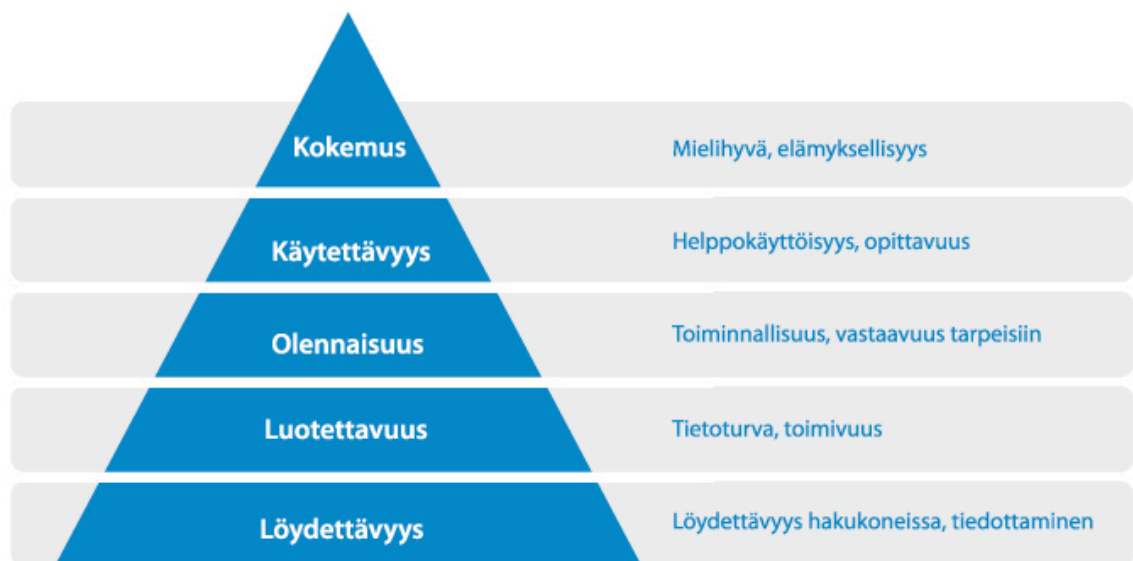 Kokemus
Mielihyvä, elämyksellisyys
Käytettävyys
Helppokäyttöisyys, opittavuus
Olennaisuus
Toiminnallisuus, vastaavuus tarpeisiin
Luotettavuus
Tietoturva, toimivuus
Löydettävyys
Löydettävyys hakukoneissa, tiedottaminen